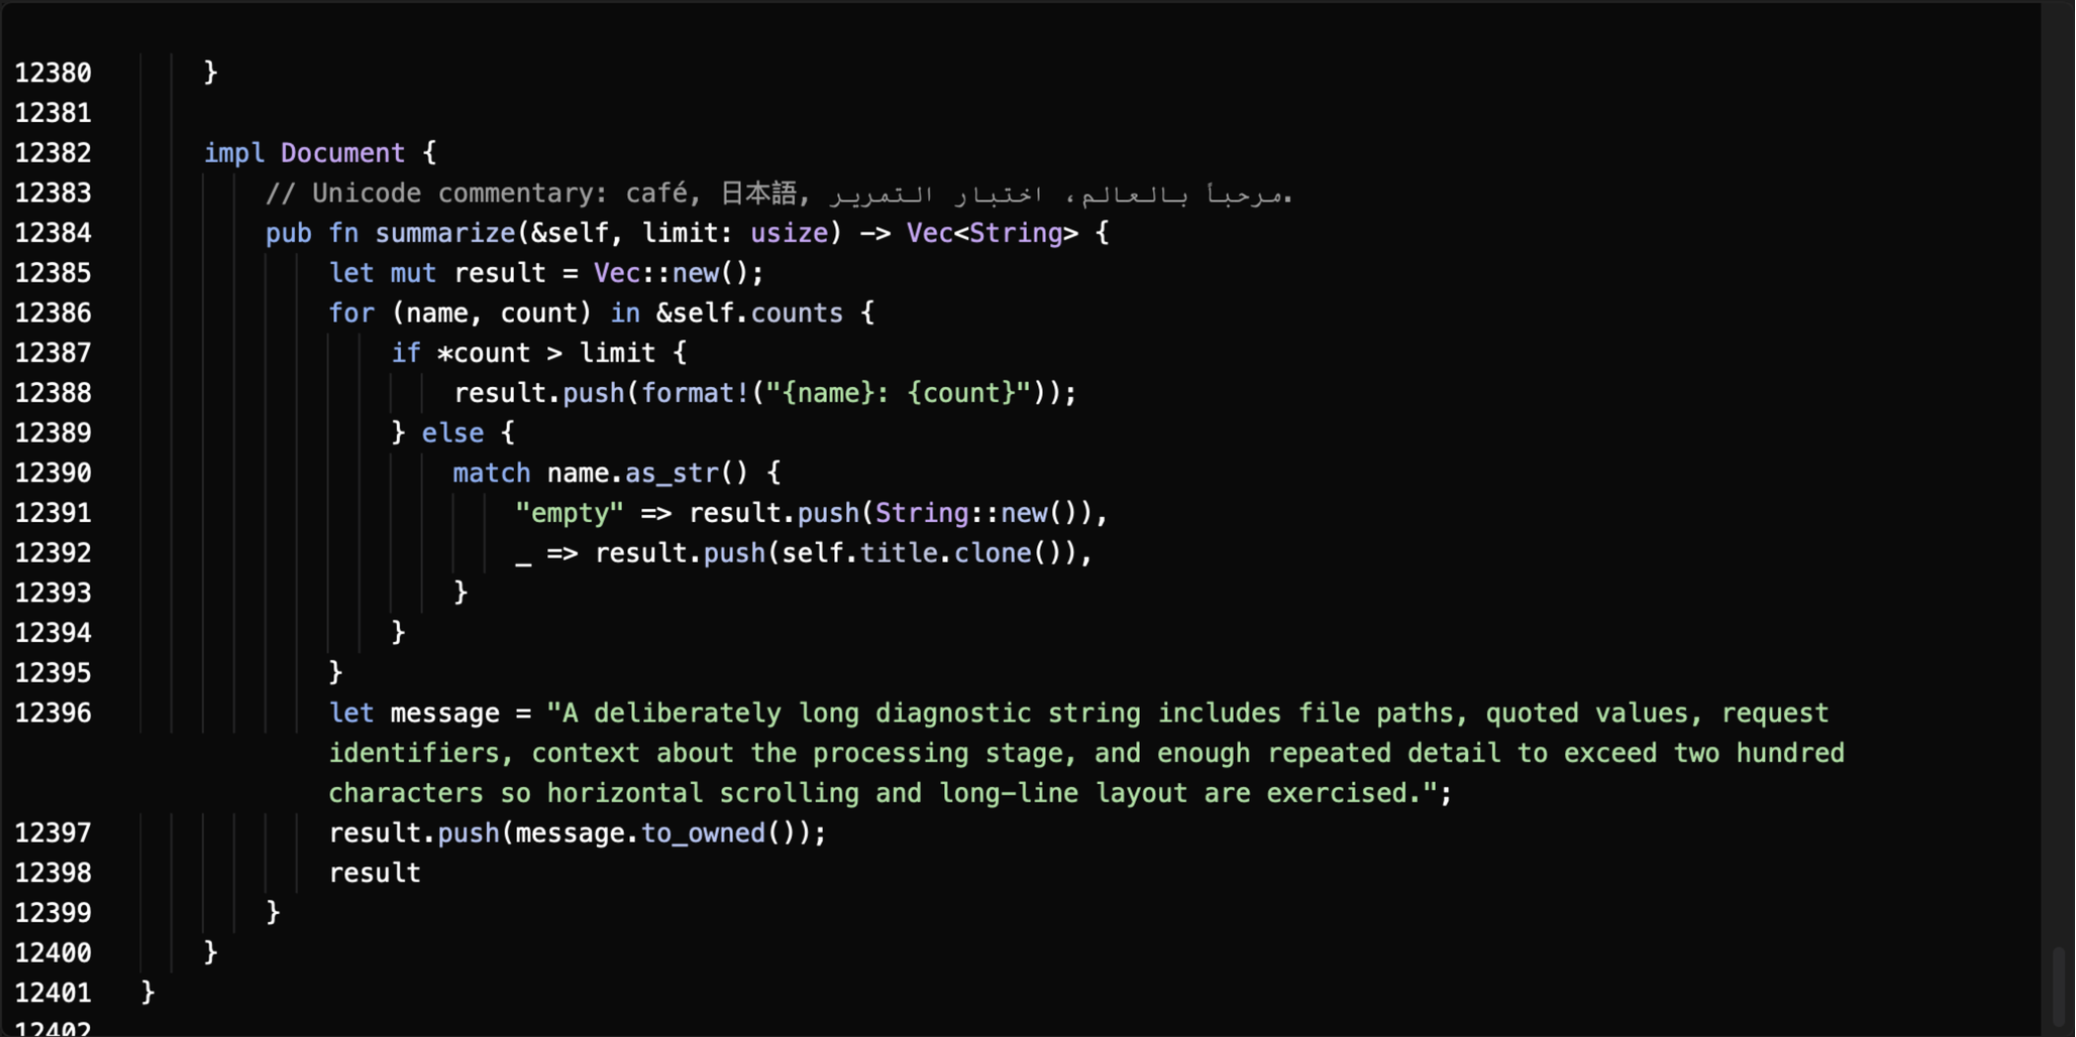 12380        }
12381
12382        impl Document {
12383            // Unicode commentary: café, 日本語, مرحباً بالعالم، اختبار التمرير.
12384            pub fn summarize(&self, limit: usize) -> Vec<String> {
12385                let mut result = Vec::new();
12386                for (name, count) in &self.counts {
12387                    if *count > limit {
12388                        result.push(format!("{name}: {count}"));
12389                    } else {
12390                        match name.as_str() {
12391                            "empty" => result.push(String::new()),
12392                            _ => result.push(self.title.clone()),
12393                        }
12394                    }
12395                }
12396                let message = "A deliberately long diagnostic string includes file paths, quoted values, request
                identifiers, context about the processing stage, and enough repeated detail to exceed two hundred
                characters so horizontal scrolling and long-line layout are exercised.";
12397                result.push(message.to_owned());
12398                result
12399            }
12400        }
12401    }
12402